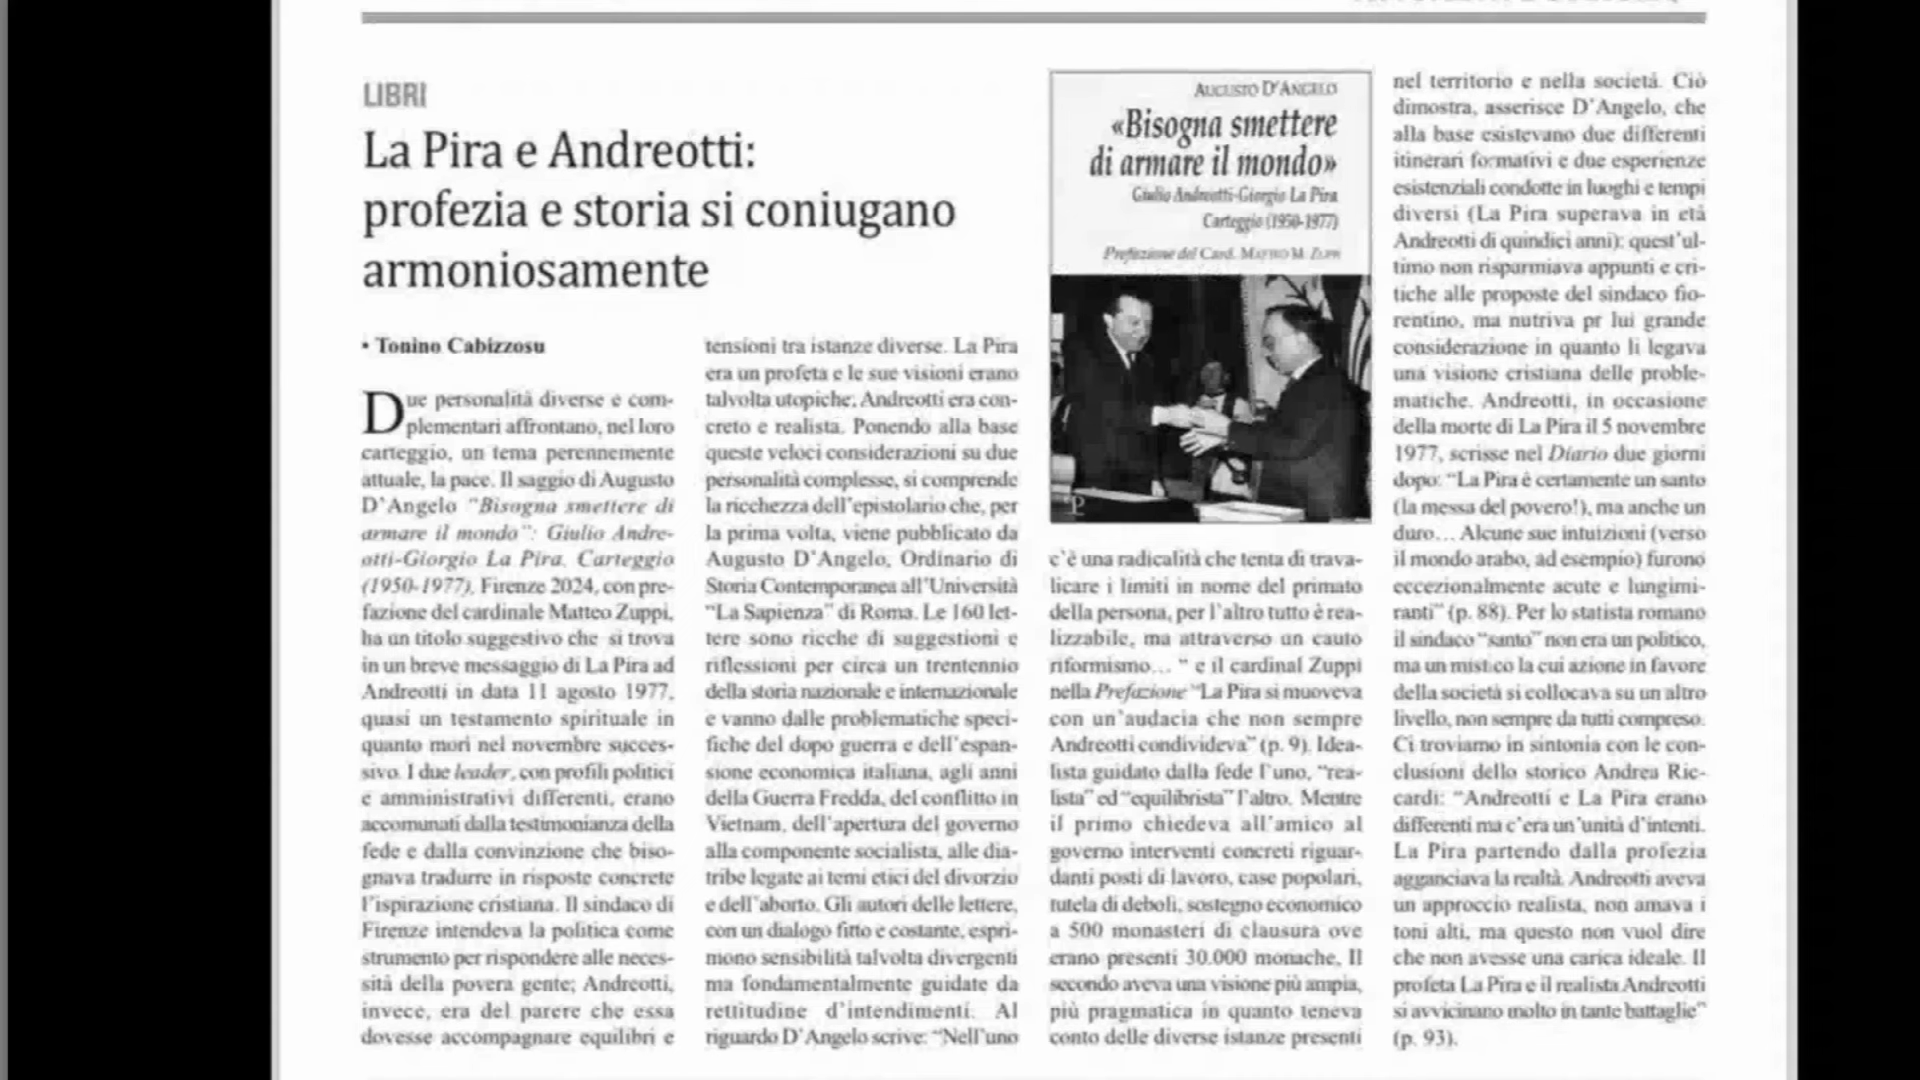 LIBRI
La Pira e Andreotti:
profezia e storia si coniugano
armoniosamente
• Tonino Cabizzosu
Due personalità diverse e com-
plementari affrontano, nel loro
carteggio, un tema perennemente
attuale, la pace. Il saggio di Augusto
D'Angelo "Bisogna smettere di
armare il mondo": Giulio Andre-
otti-Giorgio La Pira. Carteggio
(1950-1977), Firenze 2024, con pre-
fazione del cardinale Matteo Zuppi,
ha un titolo suggestivo che si trova
in un breve messaggio di La Pira ad
Andreotti in data 11 agosto 1977,
quasi un testamento spirituale in
quanto morì nel novembre succes-
sivo. I due leader, con profili politici
e amministrativi differenti, erano
accomunati dalla testimonianza della
fede e dalla convinzione che biso-
gnava tradurre in risposte concrete
l'ispirazione cristiana. Il sindaco di
Firenze intendeva la politica come
strumento per rispondere alle neces-
sità della povera gente; Andreotti,
invece, era del parere che essa
dovesse accompagnare equilibri e
tensioni tra istanze diverse. La Pira
era un profeta e le sue visioni erano
talvolta utopiche; Andreotti era con-
creto e realista. Ponendo alla base
queste veloci considerazioni su due
personalità complesse, si comprende
la ricchezza dell'epistolario che, per
la prima volta, viene pubblicato da
Augusto D'Angelo, Ordinario di
Storia Contemporanea all'Università
"La Sapienza" di Roma. Le 160 let-
tere sono ricche di suggestioni e
riflessioni per circa un trentennio
della storia nazionale e internazionale
e vanno dalle problematiche speci-
fiche del dopo guerra e dell'espan-
sione economica italiana, agli anni
della Guerra Fredda, del conflitto in
Vietnam, dell'apertura del governo
alla componente socialista, alle dia-
tribe legate ai temi etici del divorzio
e dell'aborto. Gli autori delle lettere,
con un dialogo fitto e costante, espri-
mono sensibilità talvolta divergenti
ma fondamentalmente guidate da
rettitudine d'intendimenti. Al
riguardo D'Angelo scrive: "Nell'uno
AUGUSTO D'ANGELO
«Bisogna smettere
di armare il mondo»
Giulio Andreotti-Giorgio La Pira
Carteggio (1950-1977)
Prefazione del Card. MATTEO M. ZUPPI
c'è una radicalità che tenta di trava-
licare i limiti in nome del primato
della persona, per l'altro tutto è rea-
lizzabile, ma attraverso un cauto
riformismo... " e il cardinal Zuppi
nella Prefazione "La Pira si muoveva
con un'audacia che non sempre
Andreotti condivideva" (p. 9). Idea-
lista guidato dalla fede l'uno, "rea-
lista" ed "equilibrista" l'altro. Mentre
il primo chiedeva all'amico al
governo interventi concreti riguar-
danti posti di lavoro, case popolari,
tutela di deboli, sostegno economico
a 500 monasteri di clausura ove
erano presenti 30.000 monache, Il
secondo aveva una visione più ampia,
più pragmatica in quanto teneva
conto delle diverse istanze presenti
nel territorio e nella società. Ciò
dimostra, asserisce D'Angelo, che
alla base esistevano due differenti
itinerari formativi e due esperienze
esistenziali condotte in luoghi e tempi
diversi (La Pira superava in età
Andreotti di quindici anni): quest'ul-
timo non risparmiava appunti e cri-
tiche alle proposte del sindaco fio-
rentino, ma nutriva pr lui grande
considerazione in quanto li legava
una visione cristiana delle proble-
matiche. Andreotti, in occasione
della morte di La Pira il 5 novembre
1977, scrisse nel Diario due giorni
dopo: "La Pira è certamente un santo
(la messa del povero!), ma anche un
duro... Alcune sue intuizioni (verso
il mondo arabo, ad esempio) furono
eccezionalmente acute e lungimi-
ranti" (p. 88). Per lo statista romano
il sindaco "santo" non era un politico,
ma un mistico la cui azione in favore
della società si collocava su un altro
livello, non sempre da tutti compreso.
Ci troviamo in sintonia con le con-
clusioni dello storico Andrea Ric-
cardi: "Andreotti e La Pira erano
differenti ma c'era un'unità d'intenti.
La Pira partendo dalla profezia
agganciava la realtà. Andreotti aveva
un approccio realista, non amava i
toni alti, ma questo non vuol dire
che non avesse una carica ideale. Il
profeta La Pira e il realista Andreotti
si avvicinano molto in tante battaglie"
(p. 93).